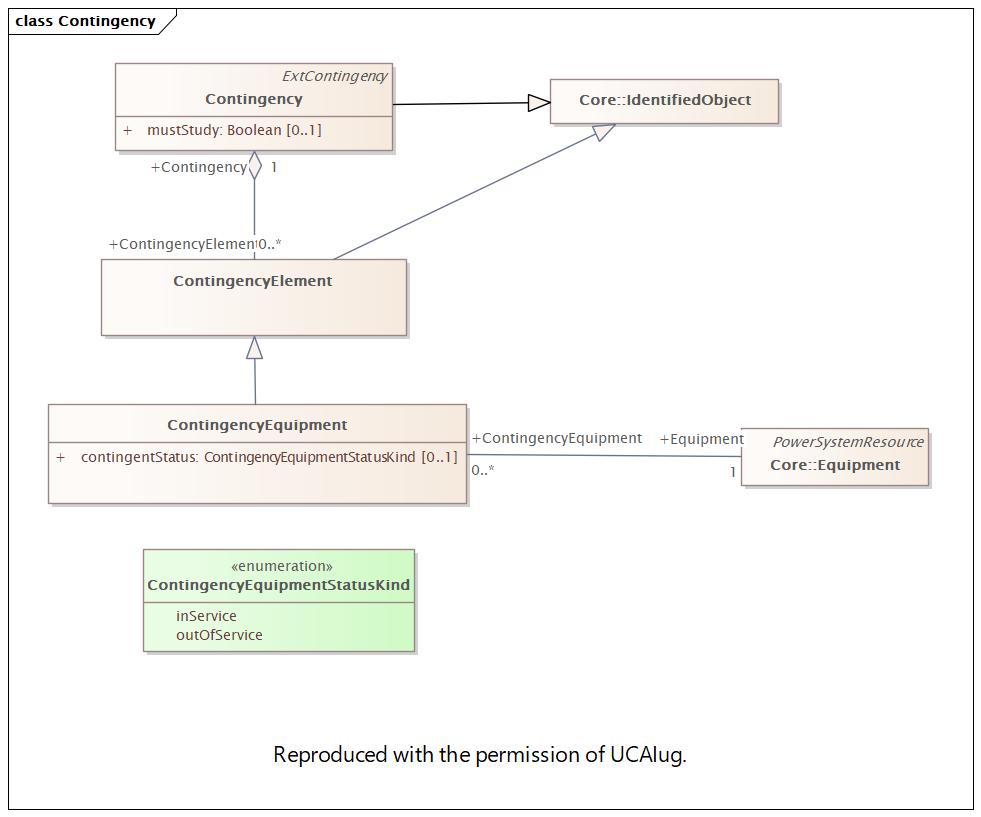 class Contingency
ExtContingency
Contingency
+ mustStudy: Boolean [0..1]
Core::IdentifiedObject
+Contingency 1
+ContingencyElement 0..*
ContingencyElement
ContingencyEquipment
+ contingentStatus: ContingencyEquipmentStatusKind [0..1]
+ContingencyEquipment +Equipment
0..* 1
PowerSystemResource
Core::Equipment
«enumeration»
ContingencyEquipmentStatusKind
inService
outOfService
Reproduced with the permission of UCAIug.